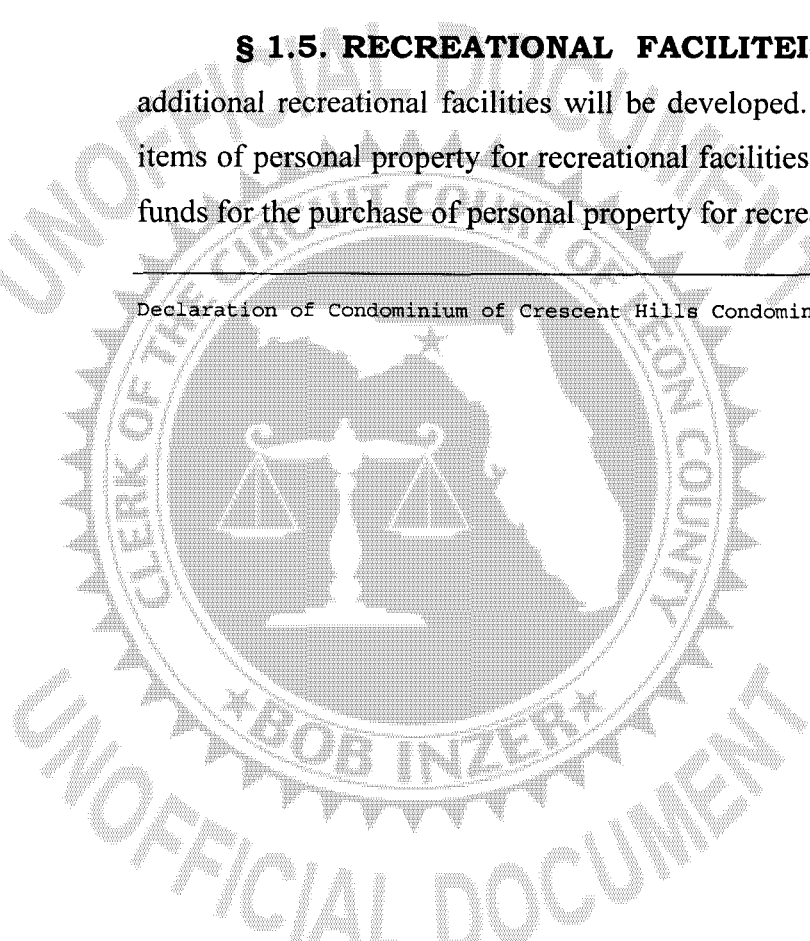 UNOFFICIAL DOCUMENT
§ 1.5. RECREATIONAL FACILITEI
additional recreational facilities will be developed.
items of personal property for recreational facilities
funds for the purchase of personal property for recre
Declaration of Condominium of Crescent Hills Condomin
CLERK OF THE CIRCUIT COURT OF LEON COUNTY
BOB INZER
UNOFFICIAL DOCUMENT